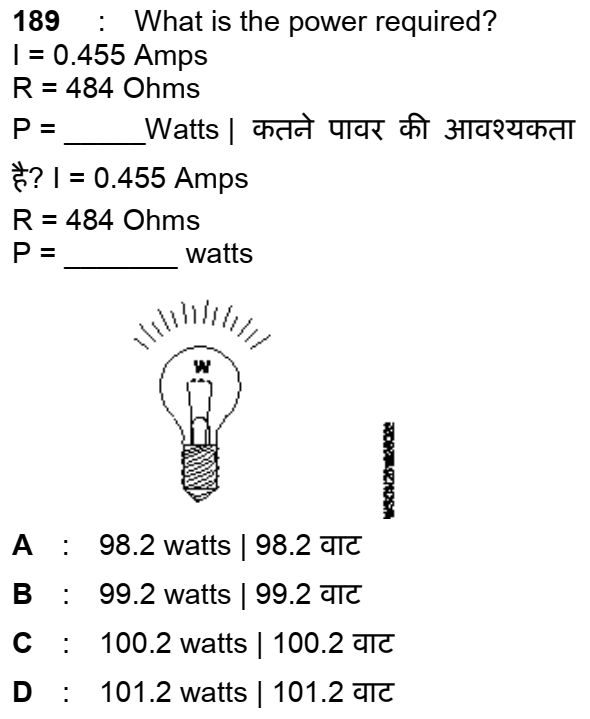 189 : What is the power required?
I = 0.455 Amps
R = 484 Ohms
P = _____Watts | कतने पावर की आवश्यकता
है? I = 0.455 Amps
R = 484 Ohms
P = _______ watts
W
A : 98.2 watts | 98.2 वाट
B : 99.2 watts | 99.2 वाट
C : 100.2 watts | 100.2 वाट
D : 101.2 watts | 101.2 वाट